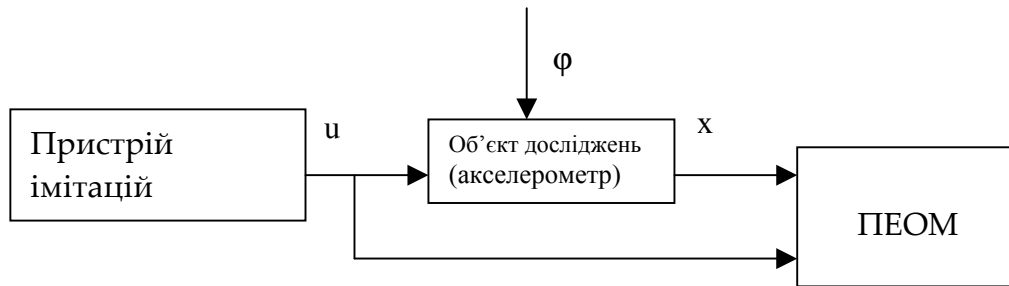 φ
u
x
Пристрій
імітацій
Об’єкт досліджень
(акселерометр)
ПЕОМ